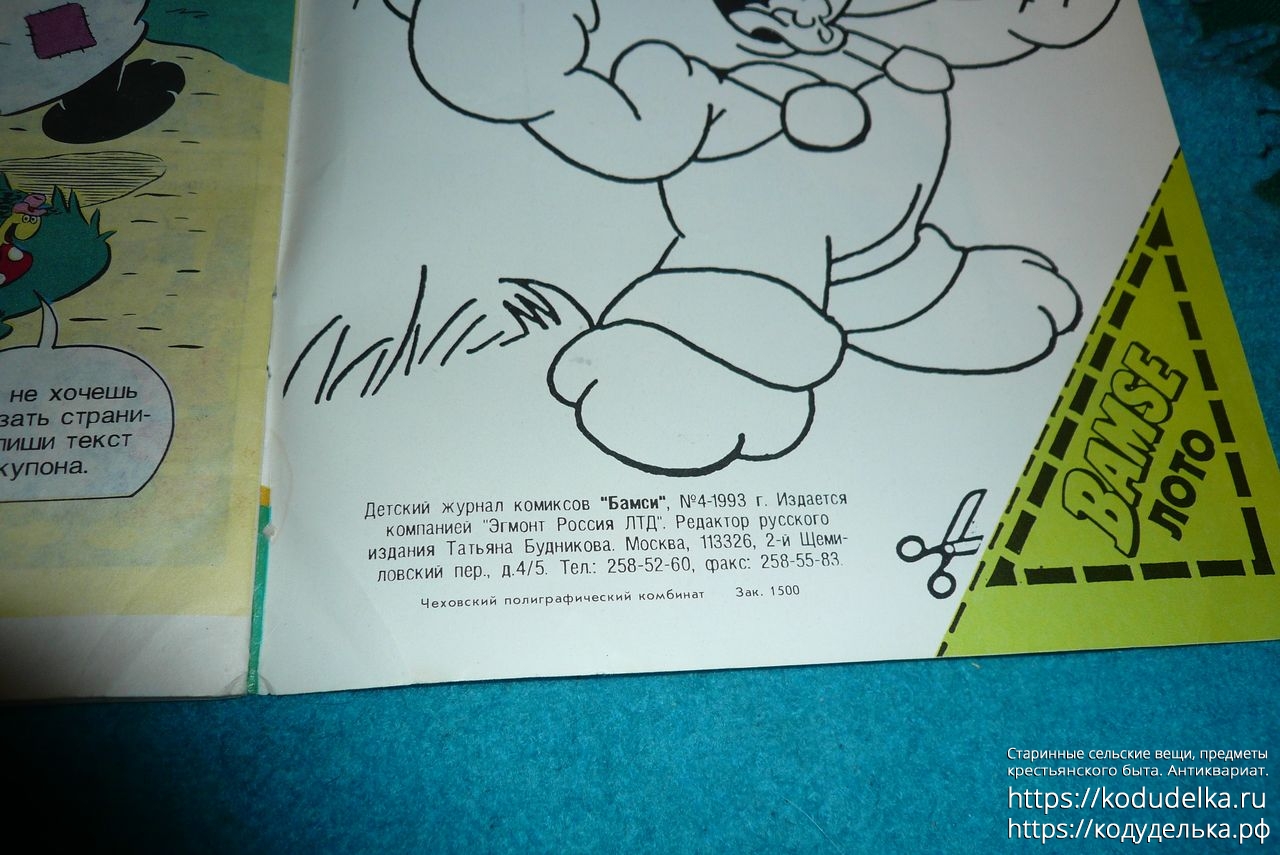 не хочешь
зать страни-
пиши текст
купона.
Детский журнал комиксов "Бамси", №4-1993 г. Издается
компанией "Эгмонт Россия ЛТД". Редактор русского
издания Татьяна Будникова. Москва, 113326, 2-й Щеми-
ловский пер., д.4/5. Тел.: 258-52-60, факс: 258-55-83.
Чеховский полиграфический комбинат Зак. 1500
BAMSE
ЛОТО
Старинные сельские вещи, предметы
крестьянского быта. Антиквариат.
https://kodudelka.ru
https://кодуделька.рф